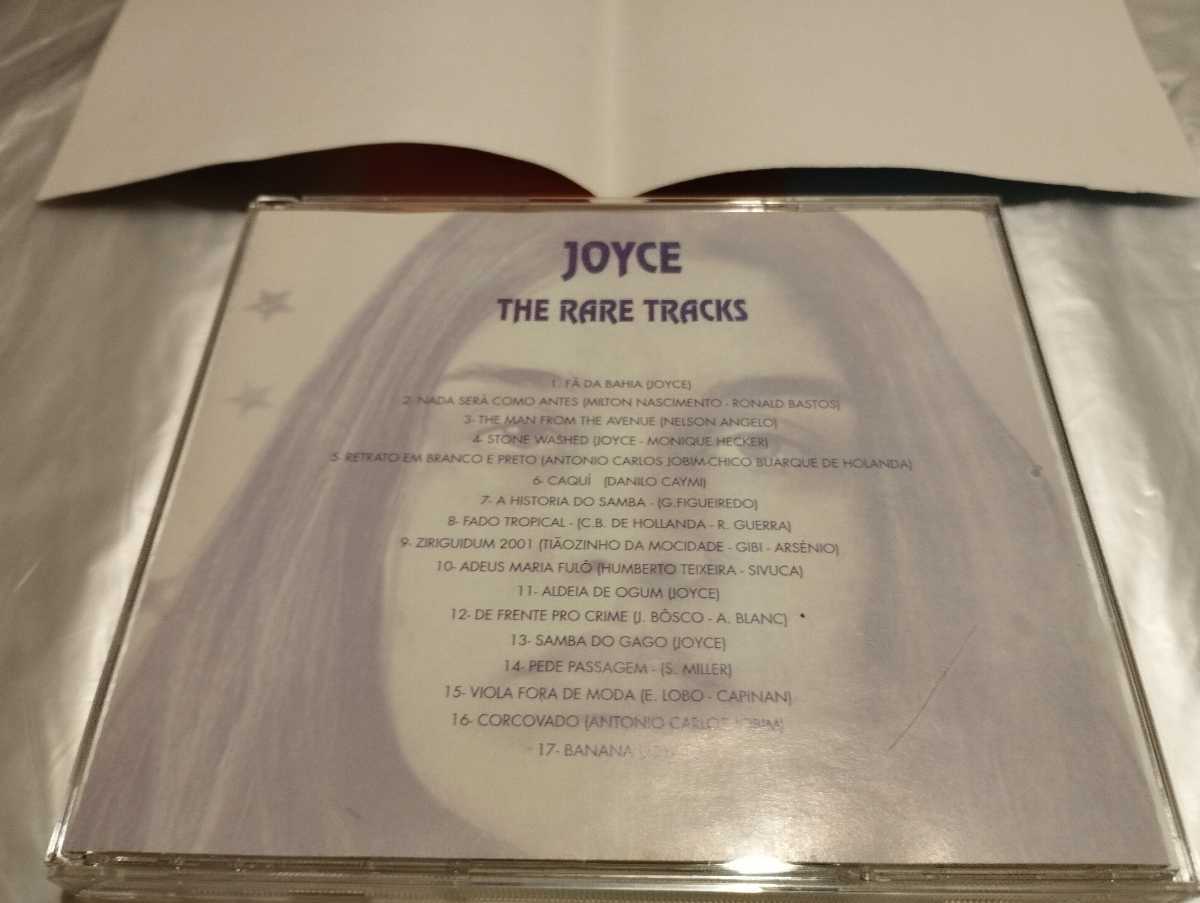 JOYCE
THE RARE TRACKS
1. FÃ DA BAHIA (JOYCE)
2- NADA SERÁ COMO ANTES (MILTON NASCIMENTO - RONALD BASTOS)
3- THE MAN FROM THE AVENUE (NELSON ANGELO)
4- STONE WASHED (JOYCE - MONIQUE HECKER)
5- RETRATO EM BRANCO E PRETO (ANTONIO CARLOS JOBIM-CHICO BUARQUE DE HOLANDA)
6- CAQUÍ (DANILO CAYMI)
7- A HISTORIA DO SAMBA - (G.FIGUEIREDO)
8- FADO TROPICAL - (C.B. DE HOLLANDA - R. GUERRA)
9- ZIRIGUIDUM 2001 (TIÃOZINHO DA MOCIDADE - GIBI - ARSÊNIO)
10- ADEUS MARIA FULÔ (HUMBERTO TEIXEIRA - SIVUCA)
11- ALDEIA DE OGUM (JOYCE)
12- DE FRENTE PRO CRIME (J. BÔSCO - A. BLANC)
13- SAMBA DO GAGO (JOYCE)
14- PEDE PASSAGEM - (S. MILLER)
15- VIOLA FORA DE MODA (E. LOBO - CAPINAN)
16- CORCOVADO (ANTONIO CARLOS JOBIM)
17- BANANA